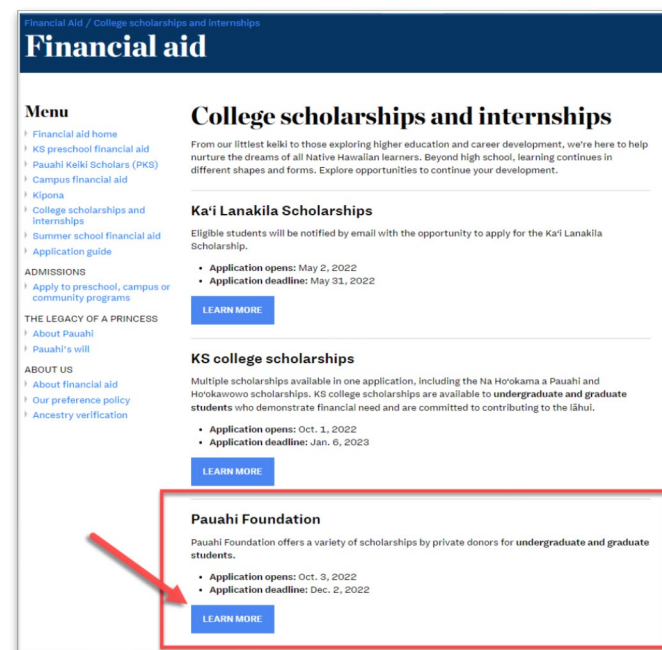 Financial Aid / College scholarships and internships
Financial aid
Menu
Financial aid home
KS preschool financial aid
Pauahi Keiki Scholars (PKS)
Campus financial aid
Kipona
College scholarships and
internships
Summer school financial aid
Application guide
ADMISSIONS
Apply to preschool, campus or
community programs
THE LEGACY OF A PRINCESS
About Pauahi
Pauahi's will
ABOUT US
About financial aid
Our preference policy
Ancestry verification
College scholarships and internships
From our littlest keiki to those exploring higher education and career development, we're here to help
nurture the dreams of all Native Hawaiian learners. Beyond high school, learning continues in
different shapes and forms. Explore opportunities to continue your development.
Kaʻi Lanakila Scholarships
Eligible students will be notified by email with the opportunity to apply for the Kaʻi Lanakila
Scholarship.
• Application opens: May 2, 2022
• Application deadline: May 31, 2022
LEARN MORE
KS college scholarships
Multiple scholarships available in one application, including the Na Hoʻokama a Pauahi and
Hoʻokawowo scholarships. KS college scholarships are available to undergraduate and graduate
students who demonstrate financial need and are committed to contributing to the lāhui.
• Application opens: Oct. 1, 2022
• Application deadline: Jan. 6, 2023
LEARN MORE
Pauahi Foundation
Pauahi Foundation offers a variety of scholarships by private donors for undergraduate and graduate
students.
• Application opens: Oct. 3, 2022
• Application deadline: Dec. 2, 2022
LEARN MORE